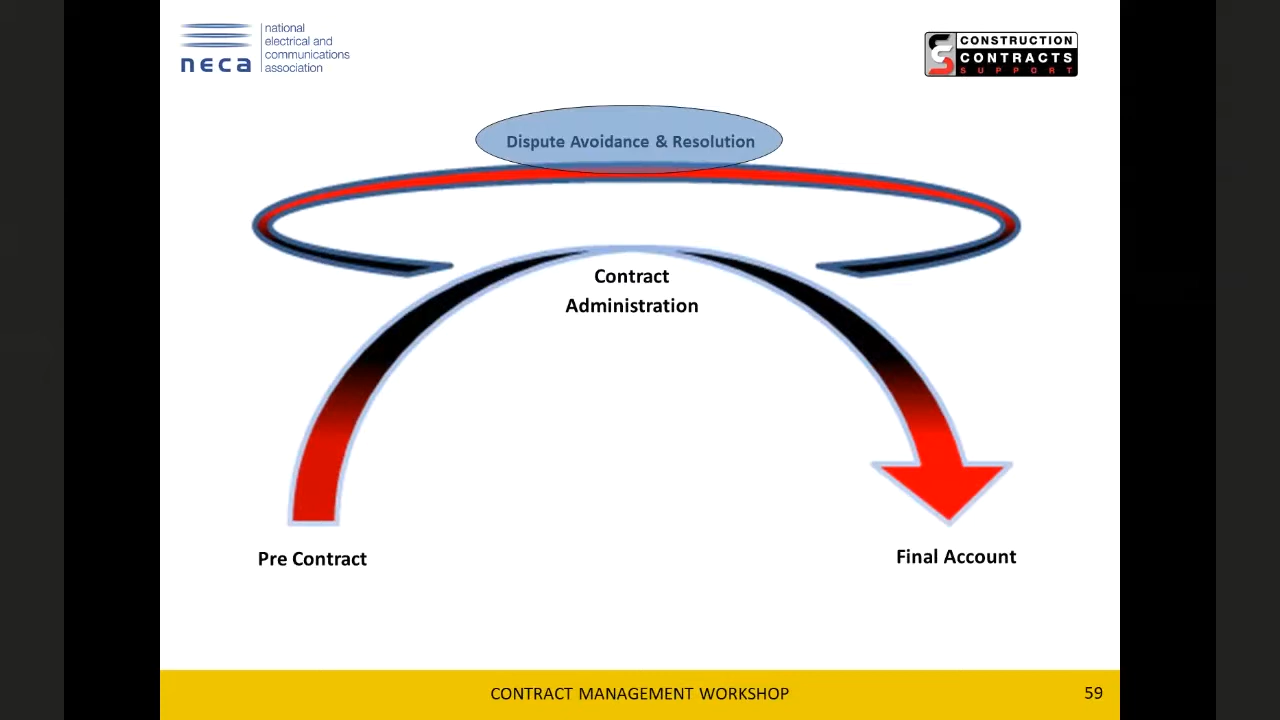 neca
national
electrical and
communications
association
CONSTRUCTION
CONTRACTS
SUPPORT
Dispute Avoidance & Resolution
Contract
Administration
Pre Contract
Final Account
CONTRACT MANAGEMENT WORKSHOP
59